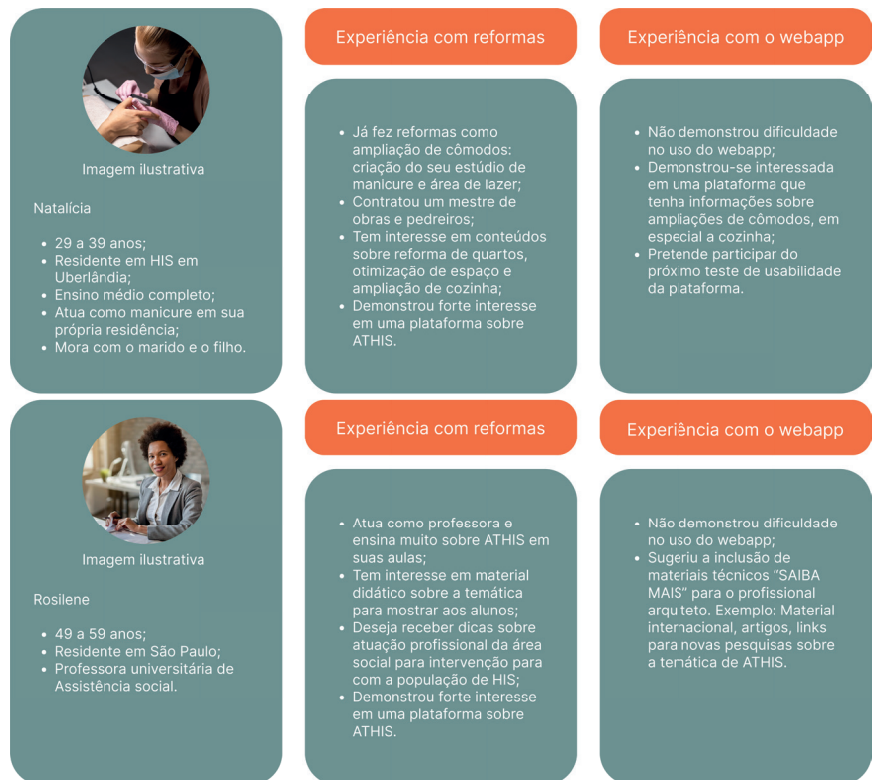 Imagem ilustrativa
Natalícia
• 29 a 39 anos;
• Residente em HIS em
Uberlândia;
• Ensino médio completo;
• Atua como manicure em sua
própria residência;
• Mora com o marido e o filho.
Experiência com reformas
• Já fez reformas como
ampliação de cômodos:
criação do seu estúdio de
manicure e área de lazer;
• Contratou um mestre de
obras e pedreiros;
• Tem interesse em conteúdos
sobre reforma de quartos,
otimização de espaço e
ampliação de cozinha;
• Demonstrou forte interesse
em uma plataforma sobre
ATHIS.
Experiência com o webapp
• Não demonstrou dificuldade
no uso do webapp;
• Demonstrou-se interessada
em uma plataforma que
tenha informações sobre
ampliações de cômodos, em
especial a cozinha;
• Pretende participar do
próximo teste de usabilidade
da plataforma.
Imagem ilustrativa
Rosilene
• 49 a 59 anos;
• Residente em São Paulo;
• Professora universitária de
Assistência social.
Experiência com reformas
• Atua como professora e
ensina muito sobre ATHIS em
suas aulas;
• Tem interesse em material
didático sobre a temática
para mostrar aos alunos;
• Deseja receber dicas sobre
atuação profissional da área
social para intervenção para
com a população de HIS;
• Demonstrou forte interesse
em uma plataforma sobre
ATHIS.
Experiência com o webapp
• Não demonstrou dificuldade
no uso do webapp;
• Sugeriu a inclusão de
materiais técnicos “SAIBA
MAIS” para o profissional
arquiteto. Exemplo: Material
internacional, artigos, links
para novas pesquisas sobre
a temática de ATHIS.